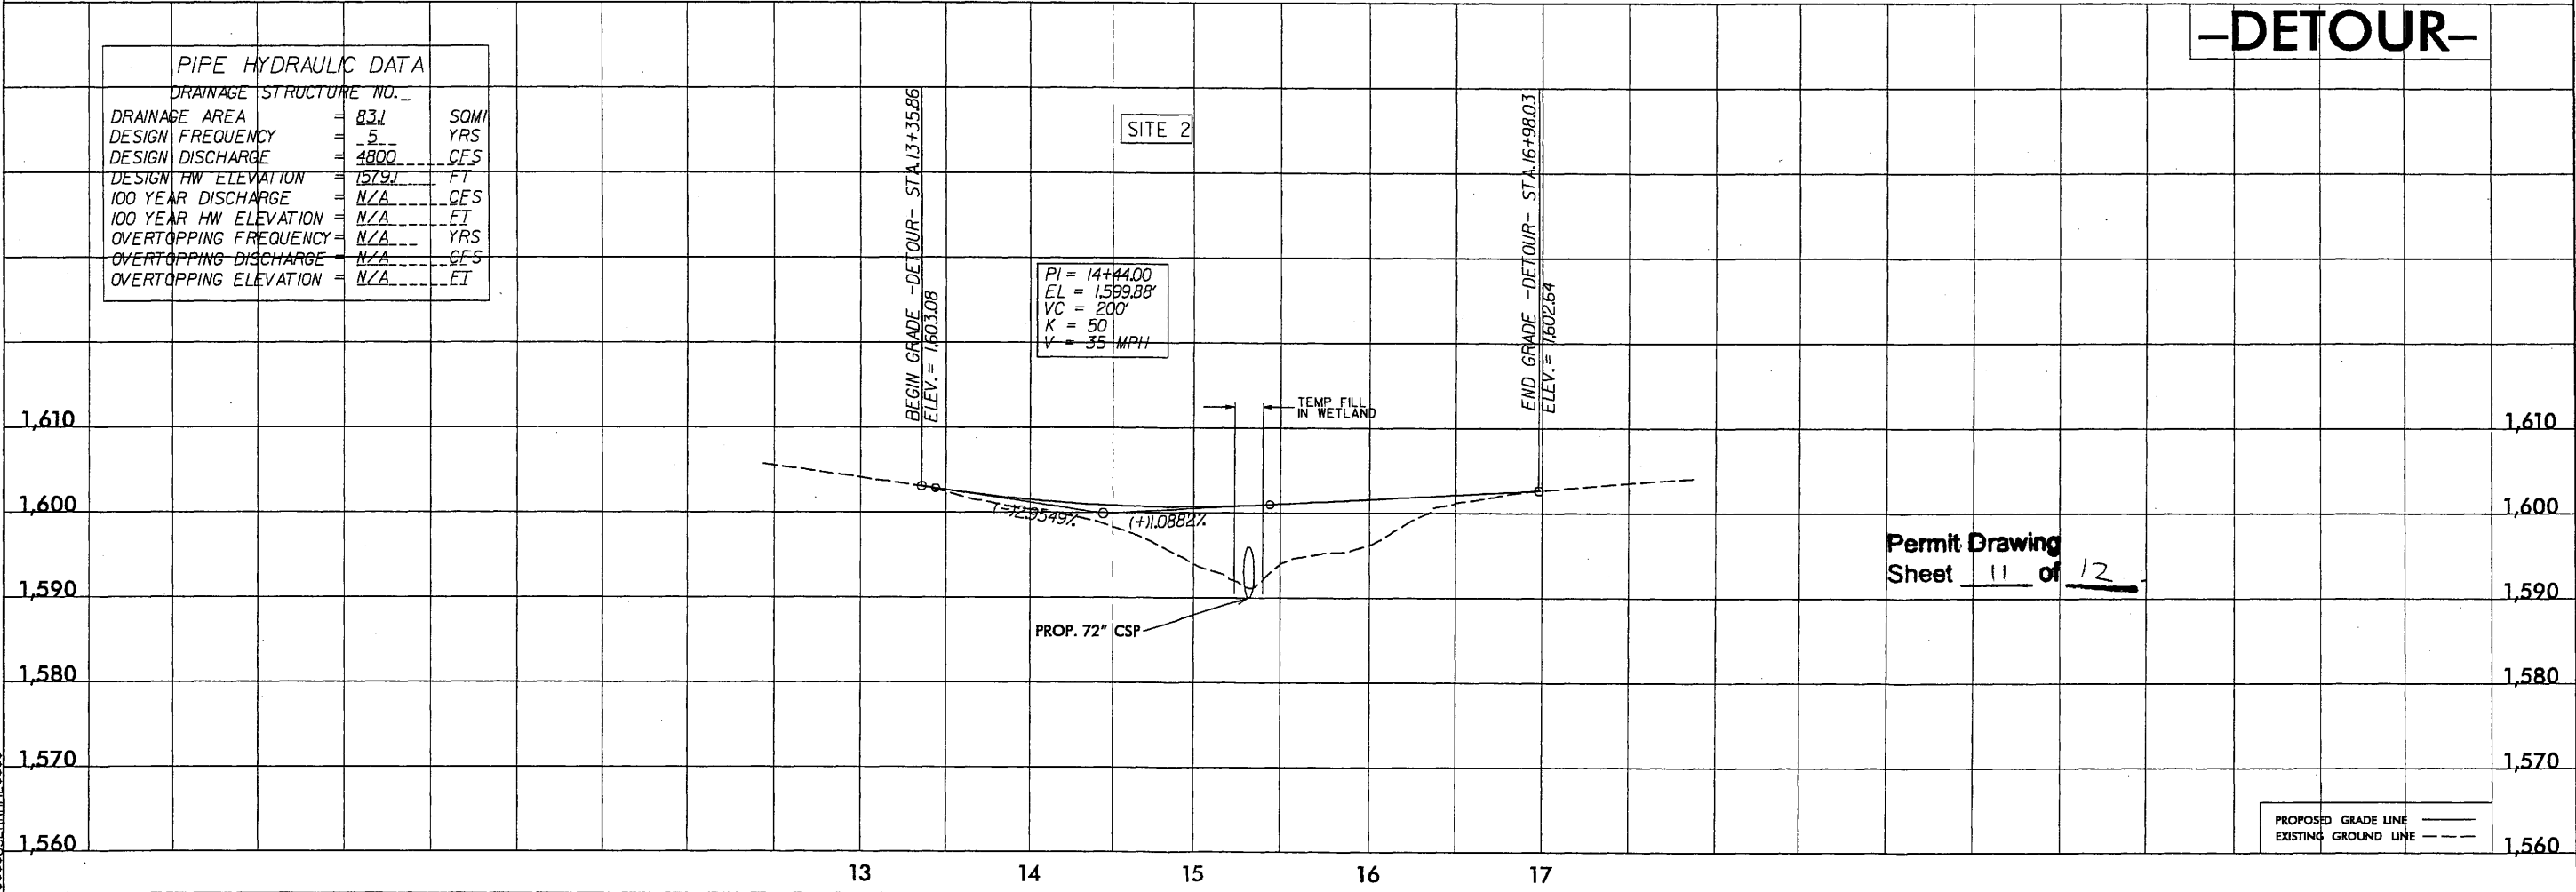 -DETOUR-
PIPE HYDRAULIC DATA
DRAINAGE STRUCTURE NO._
DRAINAGE AREA = 83.1 SQMI
DESIGN FREQUENCY = 5 YRS
DESIGN DISCHARGE = 4800 CFS
DESIGN HW ELEVATION = 1579.1 FT
100 YEAR DISCHARGE = N/A CFS
100 YEAR HW ELEVATION = N/A FT
OVERTOPPING FREQUENCY= N/A YRS
OVERTOPPING DISCHARGE = N/A CFS
OVERTOPPING ELEVATION = N/A FT
SITE 2
BEGIN GRADE -DETOUR- STA.13+35.86
ELEV.= 1,603.08
PI = 14+44.00
EL = 1,599.88'
VC = 200'
K = 50
V = 35 MPH
END GRADE -DETOUR- STA.16+98.03
ELEV.= 1,602.64
TEMP FILL
IN WETLAND
1,610 1,610
1,600 1,600
(-)2.9549%
(+)1.0882%
Permit Drawing
Sheet 11 of 12
1,590 1,590
PROP. 72" CSP
1,580 1,580
1,570 1,570
PROPOSED GRADE LINE
EXISTING GROUND LINE
1,560 1,560
13 14 15 16 17